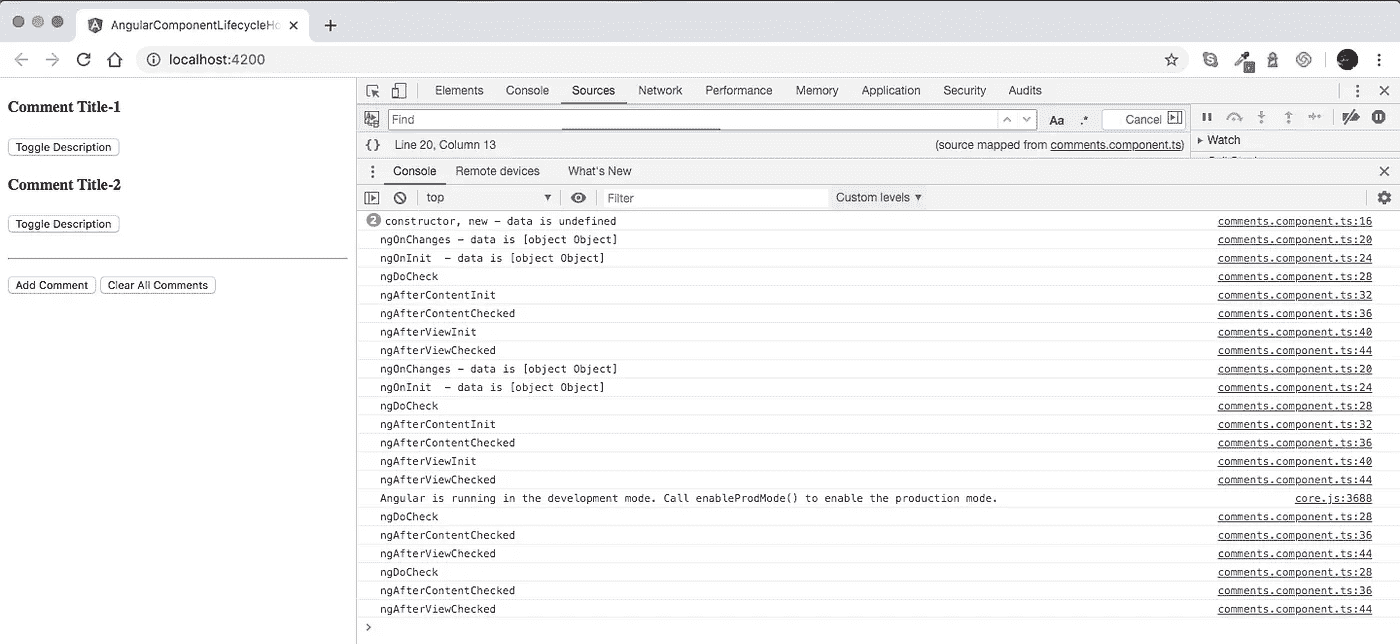 AngularComponentLifecycleHo
localhost:4200
Comment Title-1
Toggle Description
Comment Title-2
Toggle Description
Add Comment Clear All Comments
Elements Console Sources Network Performance Memory Application Security Audits
Find Aa .* Cancel
{} Line 20, Column 13 (source mapped from comments.component.ts)
Watch
Console Remote devices What's New
top Filter Custom levels
2 constructor, new – data is undefined comments.component.ts:16
ngOnChanges – data is [object Object] comments.component.ts:20
ngOnInit – data is [object Object] comments.component.ts:24
ngDoCheck comments.component.ts:28
ngAfterContentInit comments.component.ts:32
ngAfterContentChecked comments.component.ts:36
ngAfterViewInit comments.component.ts:40
ngAfterViewChecked comments.component.ts:44
ngOnChanges – data is [object Object] comments.component.ts:20
ngOnInit – data is [object Object] comments.component.ts:24
ngDoCheck comments.component.ts:28
ngAfterContentInit comments.component.ts:32
ngAfterContentChecked comments.component.ts:36
ngAfterViewInit comments.component.ts:40
ngAfterViewChecked comments.component.ts:44
Angular is running in the development mode. Call enableProdMode() to enable the production mode. core.js:3688
ngDoCheck comments.component.ts:28
ngAfterContentChecked comments.component.ts:36
ngAfterViewChecked comments.component.ts:44
ngDoCheck comments.component.ts:28
ngAfterContentChecked comments.component.ts:36
ngAfterViewChecked comments.component.ts:44